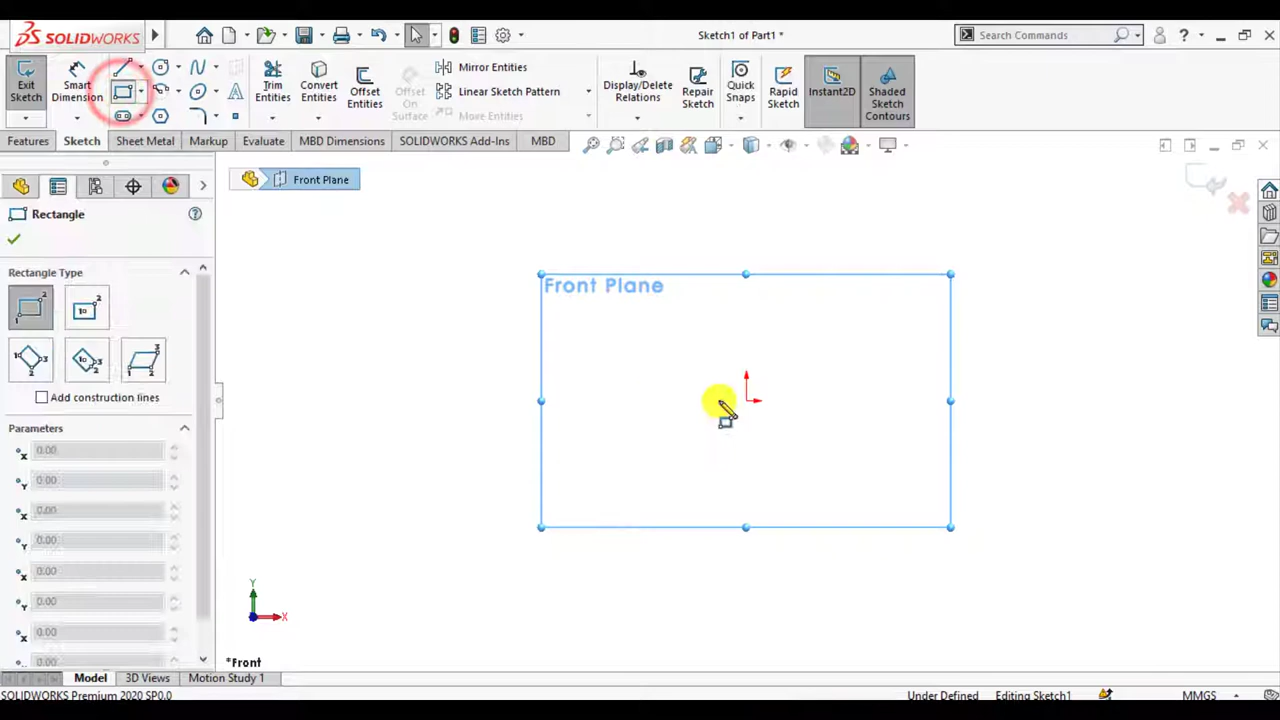 SOLIDWORKS
Sketch1 of Part1 *
Search Commands
?
Exit Sketch
Smart Dimension
Trim Entities
Convert Entities
Offset Entities
Offset On Surface
Mirror Entities
Linear Sketch Pattern
More Entities
Display/Delete Relations
Repair Sketch
Quick Snaps
Rapid Sketch
Instant2D
Shaded Sketch Contours
Features
Sketch
Sheet Metal
Markup
Evaluate
MBD Dimensions
SOLIDWORKS Add-Ins
MBD
Front Plane
Rectangle
?
Rectangle Type
Add construction lines
Parameters
0.00
0.00
0.00
0.00
0.00
0.00
0.00
0.00
Front Plane
Y
X
*Front
Model
3D Views
Motion Study 1
SOLIDWORKS Premium 2020 SP0.0
Under Defined
Editing Sketch1
MMGS